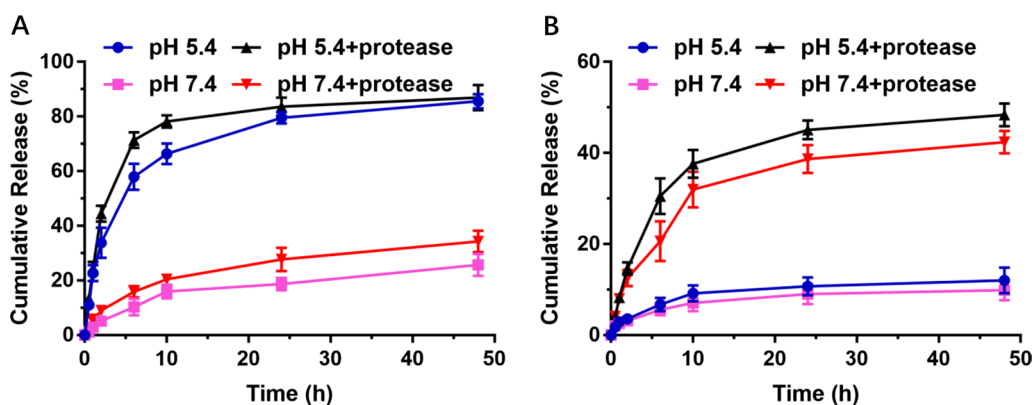 A
pH 5.4 pH 5.4+protease
pH 7.4 pH 7.4+protease
Cumulative Release (%)
100
80
60
40
20
0
0 10 20 30 40 50
Time (h)
B
pH 5.4 pH 5.4+protease
pH 7.4 pH 7.4+protease
Cumulative Release (%)
60
40
20
0
0 10 20 30 40 50
Time (h)